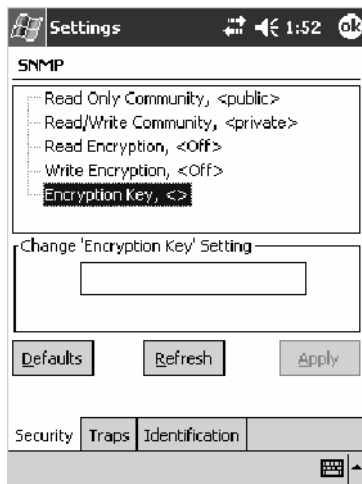 Settings 1:52 ok
SNMP
Read Only Community, <public>
Read/Write Community, <private>
Read Encryption, <Off>
Write Encryption, <Off>
Encryption Key, <>
Change 'Encryption Key' Setting
Defaults Refresh Apply
Security Traps Identification